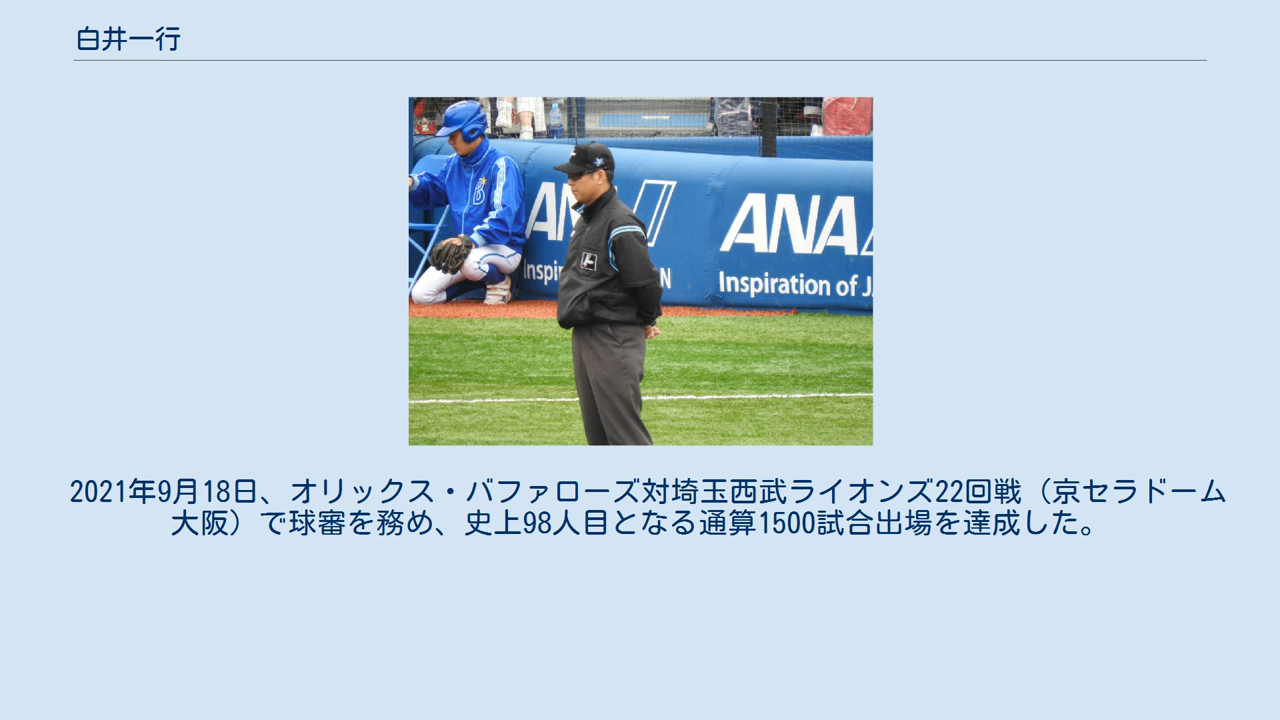 白井一行
ANA
ANA
Inspi
N
Inspiration of J
2021年9月18日、オリックス・バファローズ対埼玉西武ライオンズ22回戦（京セラドーム
大阪）で球審を務め、史上98人目となる通算1500試合出場を達成した。